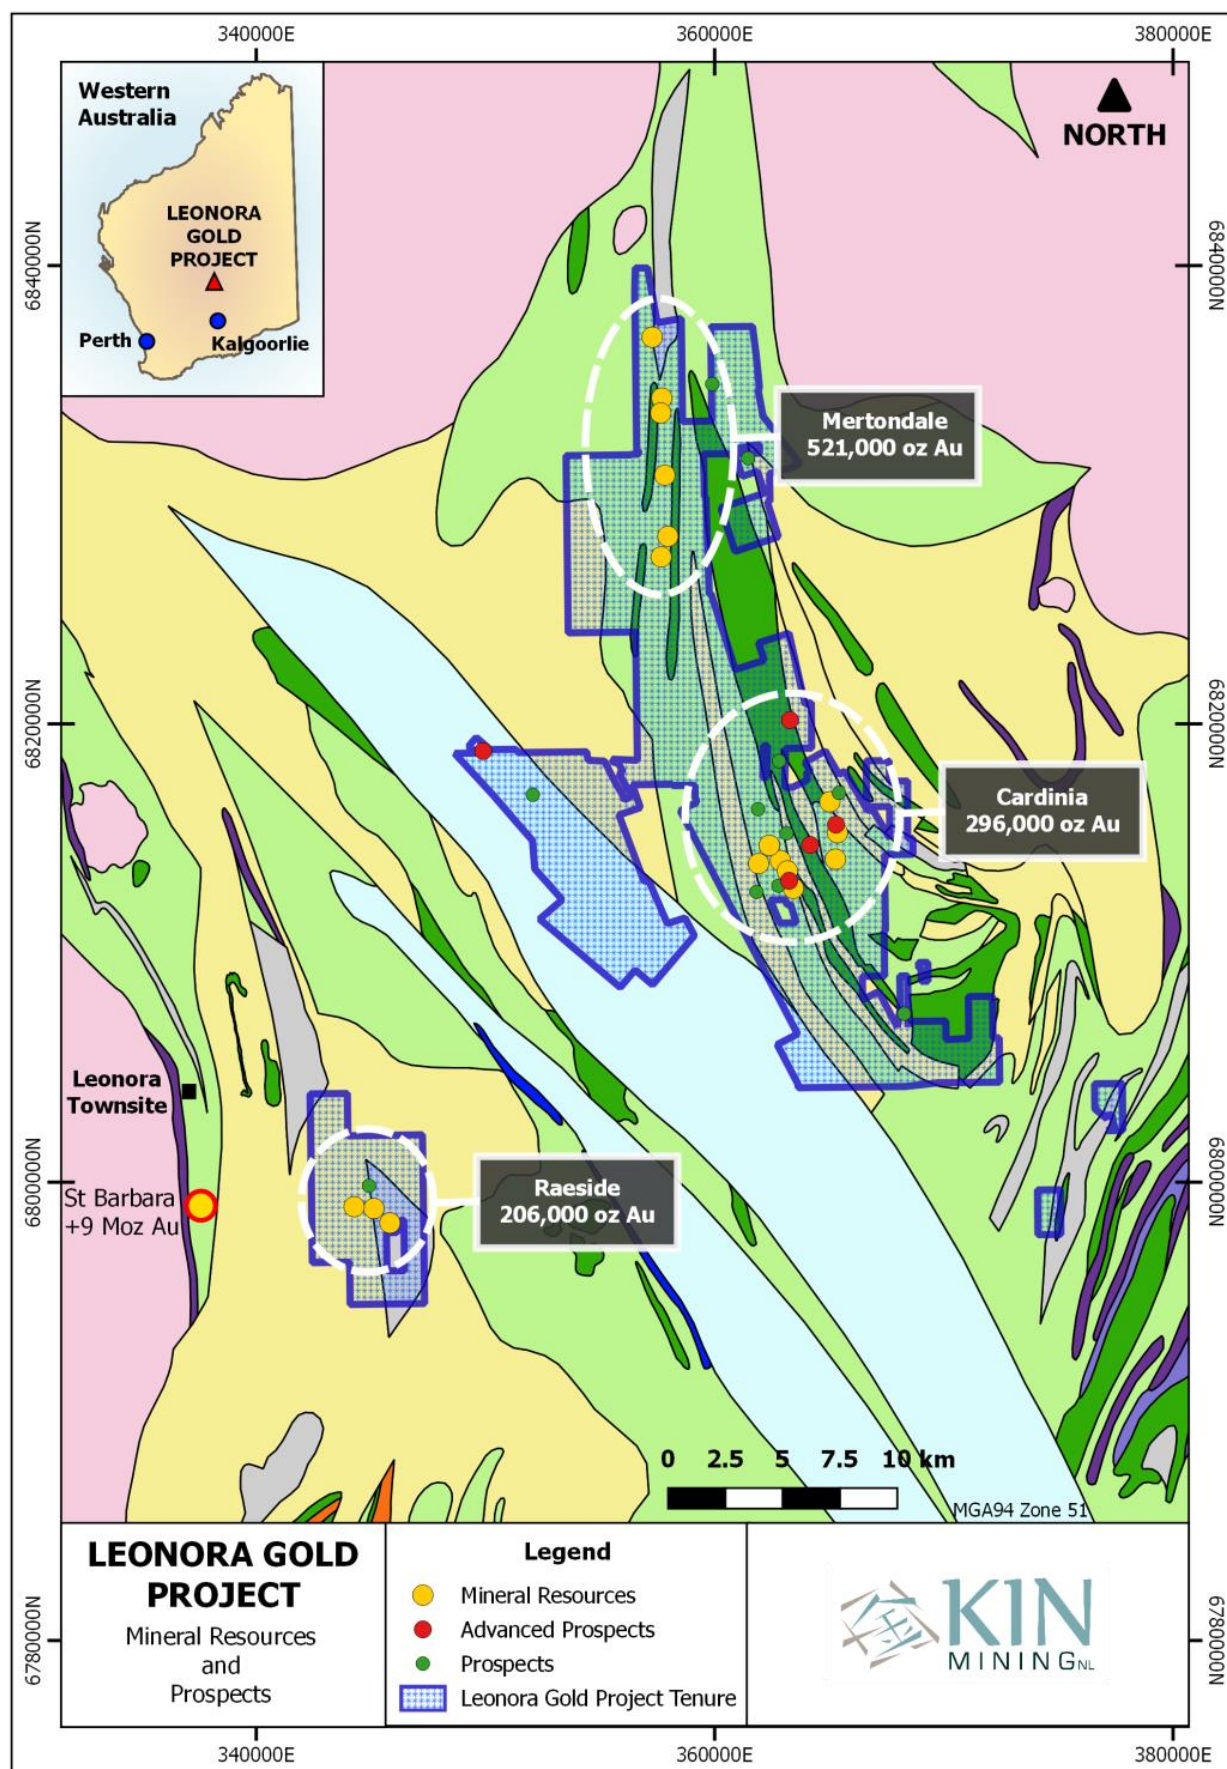 340000E
360000E
380000E
Western
Australia
NORTH
LEONORA
GOLD
PROJECT
Perth
Kalgoorlie
6840000N
6840000N
Mertondale
521,000 oz Au
6820000N
6820000N
Cardinia
296,000 oz Au
Leonora
Townsite
St Barbara
+9 Moz Au
Raeside
206,000 oz Au
6800000N
6800000N
0 2.5 5 7.5 10 km
MGA94 Zone 51
LEONORA GOLD
PROJECT
Mineral Resources
and
Prospects
Legend
Mineral Resources
Advanced Prospects
Prospects
Leonora Gold Project Tenure
KIN
MINING NL
6780000N
6780000N
340000E
360000E
380000E